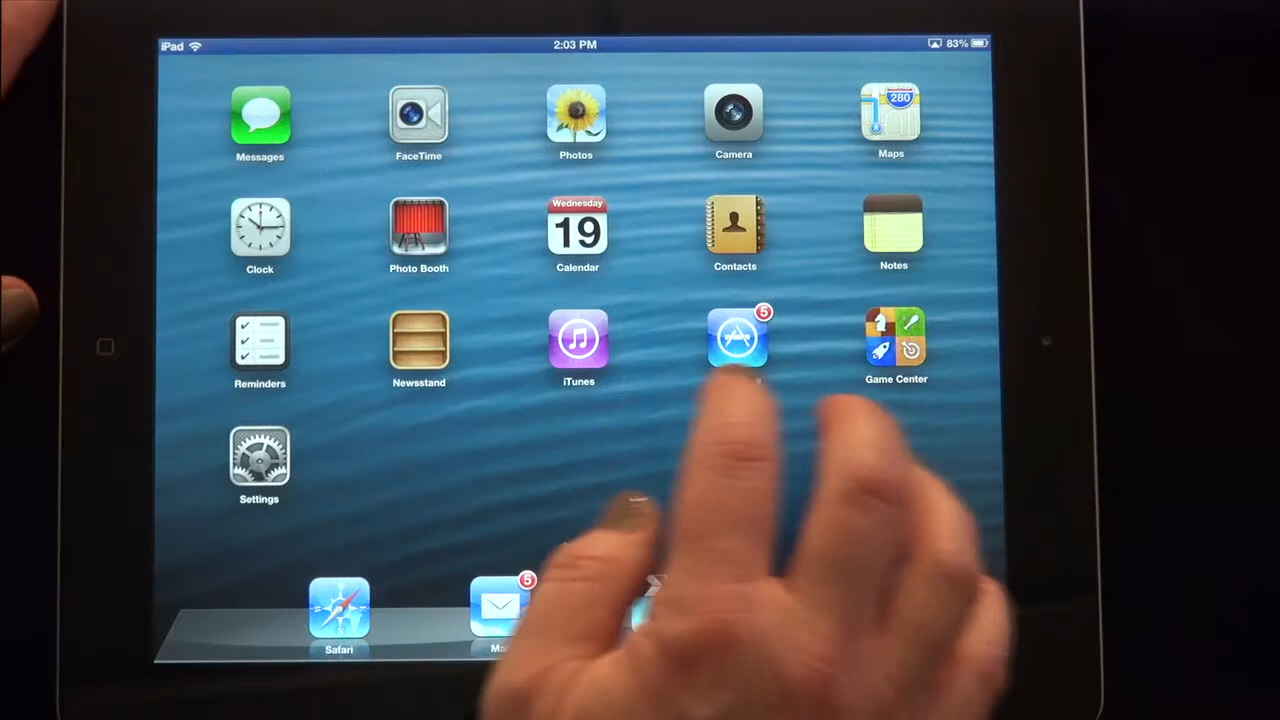 iPad 2:03 PM 83%
280
Messages FaceTime Photos Camera Maps
Wednesday
19
Clock Photo Booth Calendar Contacts Notes
5
Reminders Newsstand iTunes Game Center
Settings
5
Safari